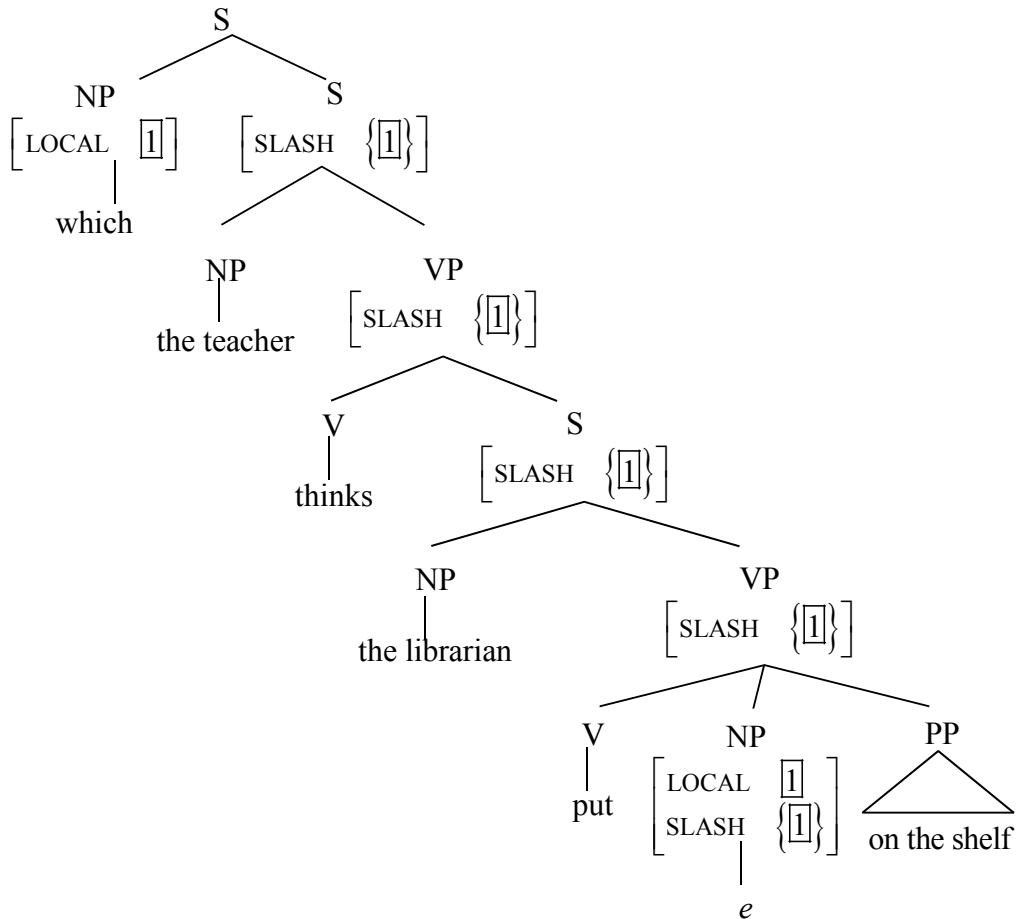 S
NP S
[LOCAL 1] [SLASH {1}]
which
NP VP
[SLASH {1}]
the teacher
V S
[SLASH {1}]
thinks
NP VP
[SLASH {1}]
the librarian
V NP PP
[LOCAL 1
put
SLASH {1}]
on the shelf
e